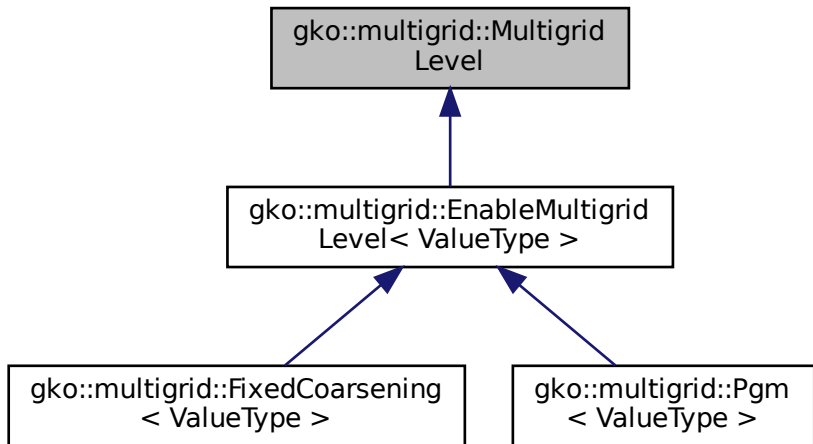 gko::multigrid::Multigrid
Level
gko::multigrid::EnableMultigrid
Level< ValueType >
gko::multigrid::FixedCoarsening
< ValueType >
gko::multigrid::Pgm
< ValueType >